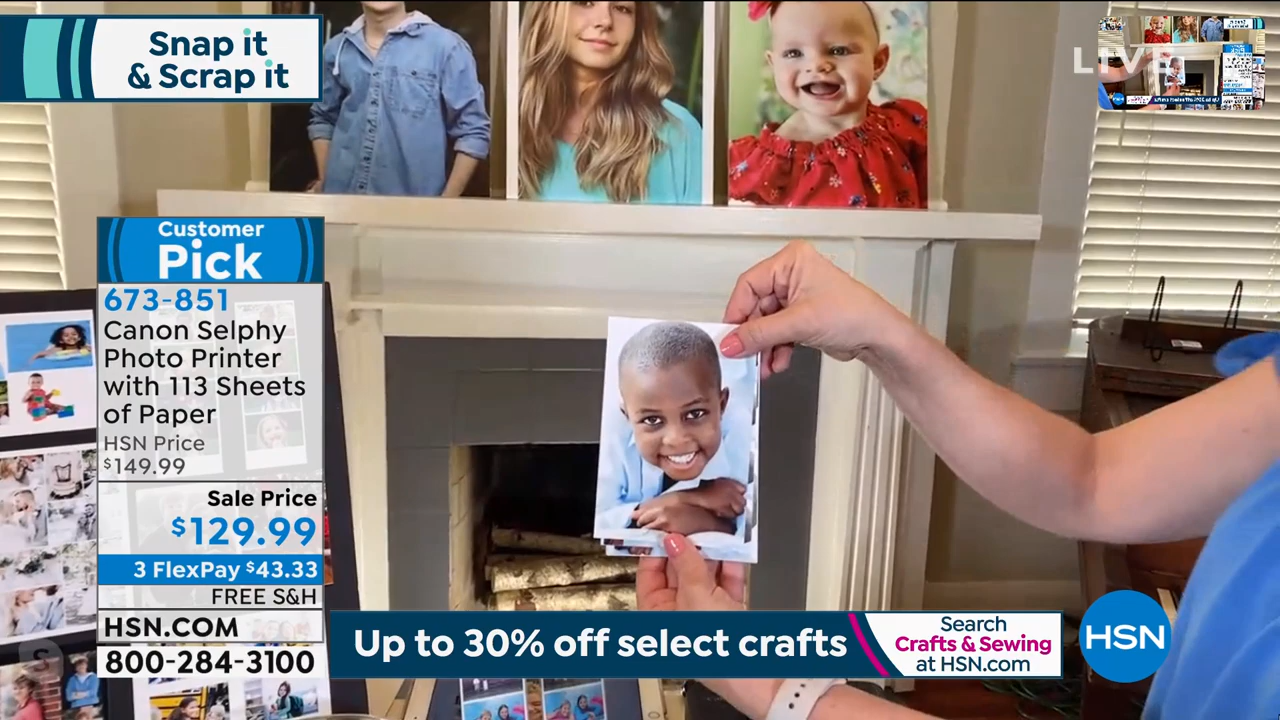 Snap it
& Scrap it
LIVE
Customer
Pick
673-851
Canon Selphy
Photo Printer
with 113 Sheets
of Paper
HSN Price
$149.99
Sale Price
$129.99
3 FlexPay $43.33
FREE S&H
HSN.COM
800-284-3100
Up to 30% off select crafts
Search
Crafts & Sewing
at HSN.com
HSN